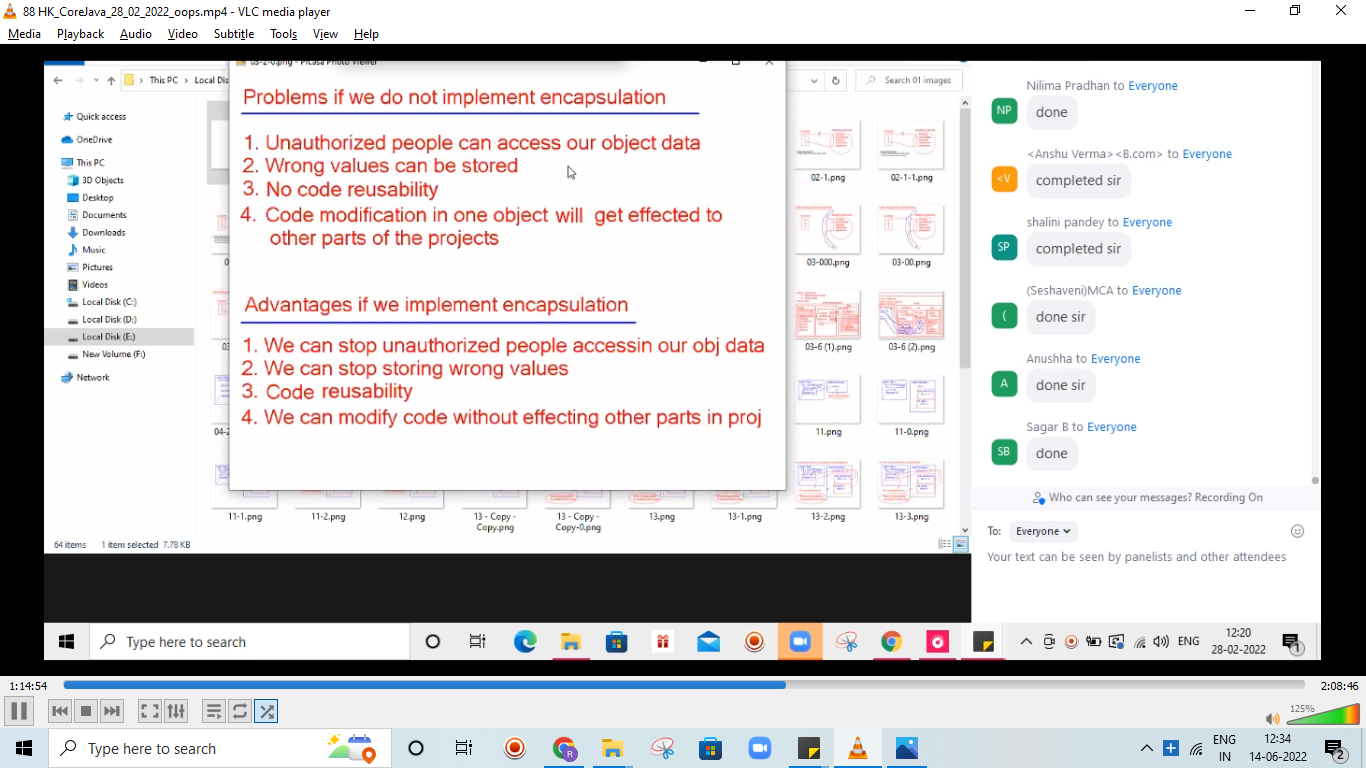 88 HK_CoreJava_28_02_2022_oops.mp4 - VLC media player
Media Playback Audio Video Subtitle Tools View Help
03-2-0.png - Picasa Photo Viewer
This PC › Local Dis
Search 01 images
Quick access
OneDrive
This PC
3D Objects
Desktop
Documents
Downloads
Music
Pictures
Videos
Local Disk (C:)
Local Disk (D:)
Local Disk (E:)
New Volume (F:)
Network
Problems if we do not implement encapsulation
1. Unauthorized people can access our object data
2. Wrong values can be stored
3. No code reusability
4. Code modification in one object will get effected to
other parts of the projects
Advantages if we implement encapsulation
1. We can stop unauthorized people accessin our obj data
2. We can stop storing wrong values
3. Code reusability
4. We can modify code without effecting other parts in proj
02-1.png 02-1-1.png
03-000.png 03-00.png
03-6 (1).png 03-6 (2).png
04-2 11.png 11-0.png
11-1.png 11-2.png 12.png 13 - Copy - Copy.png 13 - Copy - Copy-0.png 13.png 13-1.png 13-2.png 13-3.png
64 items 1 item selected 7.78 KB
Nilima Pradhan to Everyone
NP done
<Anshu Verma> <B.com> to Everyone
<V completed sir
shalini pandey to Everyone
SP completed sir
(Seshaveni)MCA to Everyone
( done sir
Anushha to Everyone
A done sir
Sagar B to Everyone
SB done
Who can see your messages? Recording On
To: Everyone
Your text can be seen by panelists and other attendees
Type here to search
ENG
12:20
28-02-2022
1
1:14:54
2:08:46
125%
Type here to search
ENG
IN
12:34
14-06-2022
2